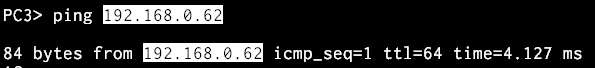 PC3> ping 192.168.0.62
84 bytes from 192.168.0.62 icmp_seq=1 ttl=64 time=4.127 ms